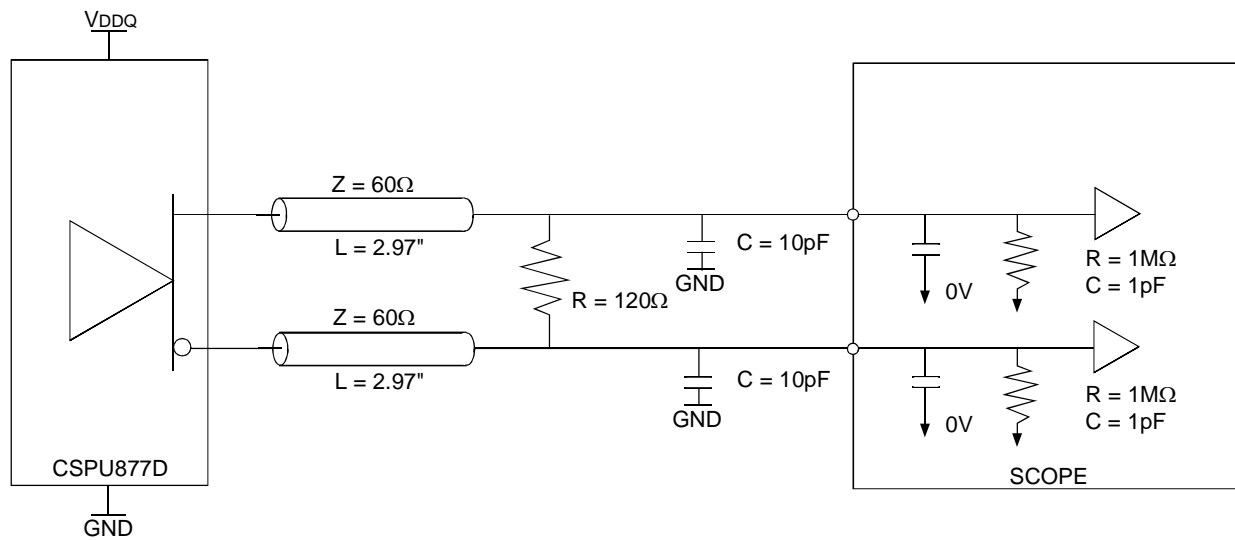 VDDQ
Z = 60Ω
L = 2.97"
C = 10pF
GND
R = 120Ω
0V
R = 1MΩ
C = 1pF
Z = 60Ω
L = 2.97"
C = 10pF
GND
0V
R = 1MΩ
C = 1pF
CSPU877D
SCOPE
GND